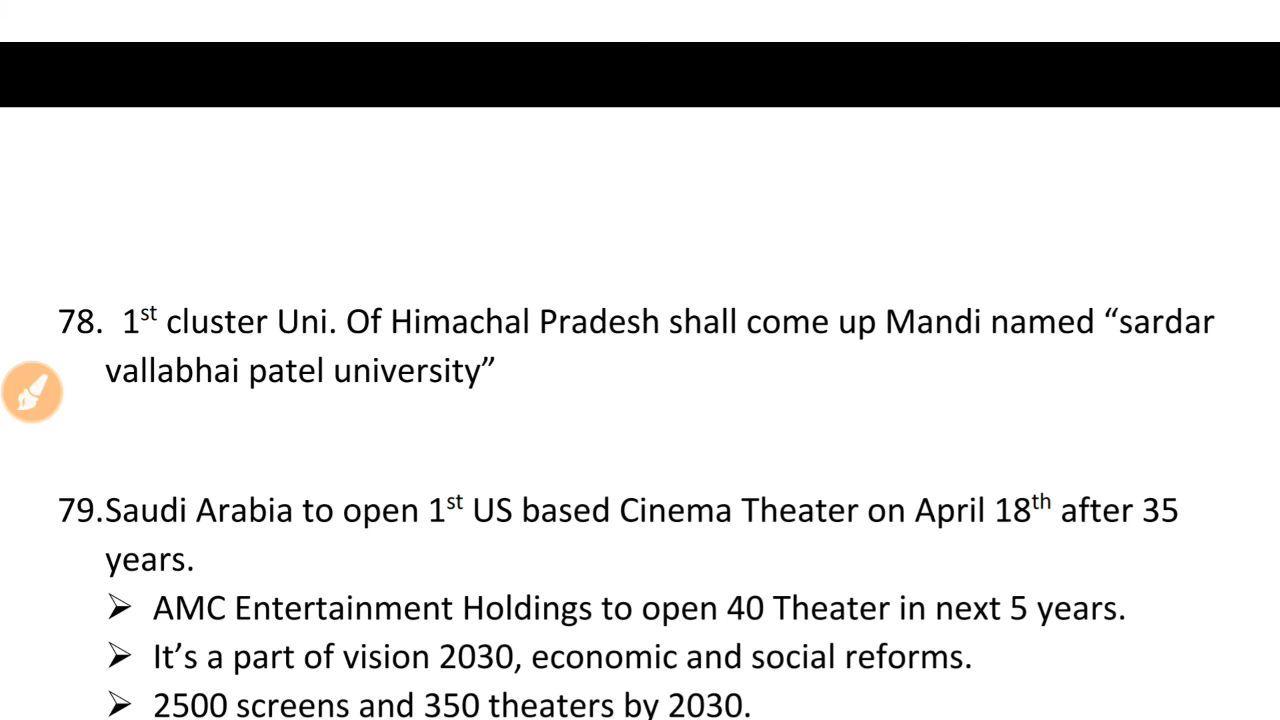 78. 1st cluster Uni. Of Himachal Pradesh shall come up Mandi named “sardar
vallabhai patel university”
79.Saudi Arabia to open 1st US based Cinema Theater on April 18th after 35
years.
➢ AMC Entertainment Holdings to open 40 Theater in next 5 years.
➢ It’s a part of vision 2030, economic and social reforms.
➢ 2500 screens and 350 theaters by 2030.